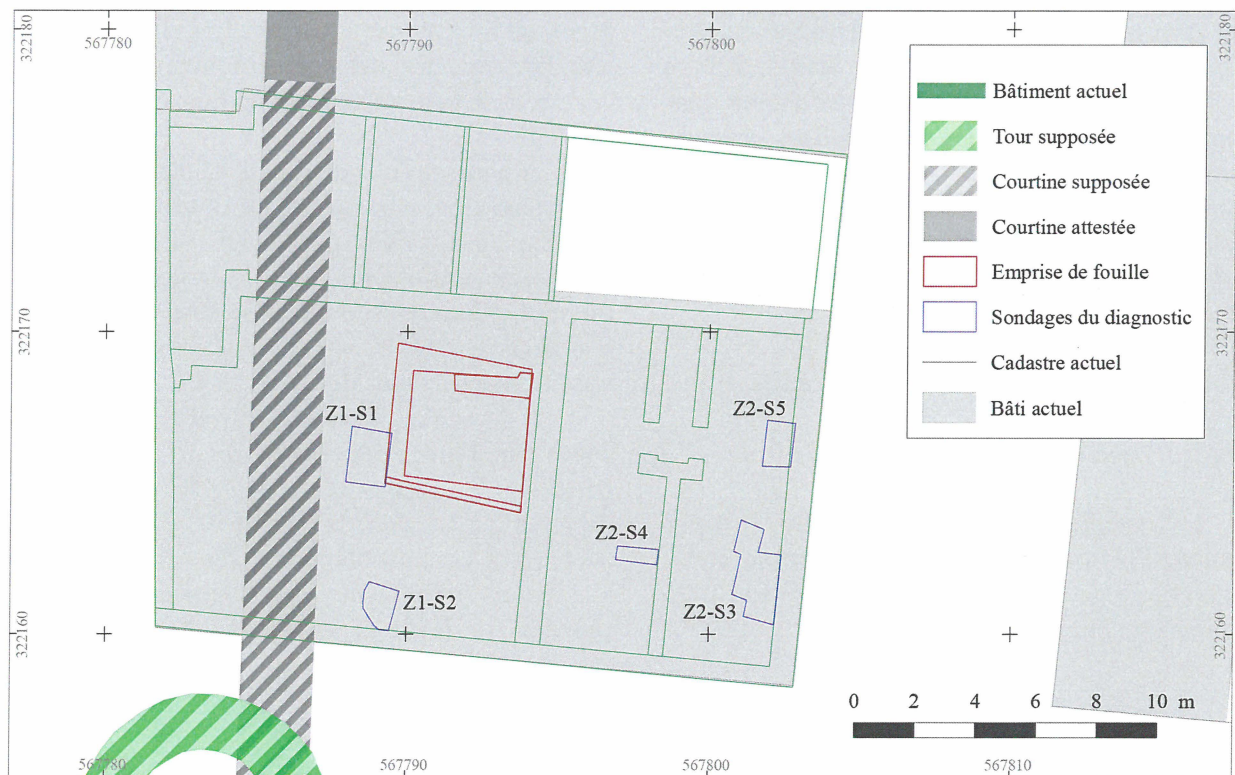 322180
567780
567790
567800
322180
Bâtiment actuel
Tour supposée
Courtine supposée
Courtine attestée
Emprise de fouille
Sondages du diagnostic
Cadastre actuel
Bâti actuel
322170
322170
Z1-S1
Z2-S5
Z2-S4
Z1-S2
Z2-S3
322160
322160
0 2 4 6 8 10 m
567780
567790
567800
567810